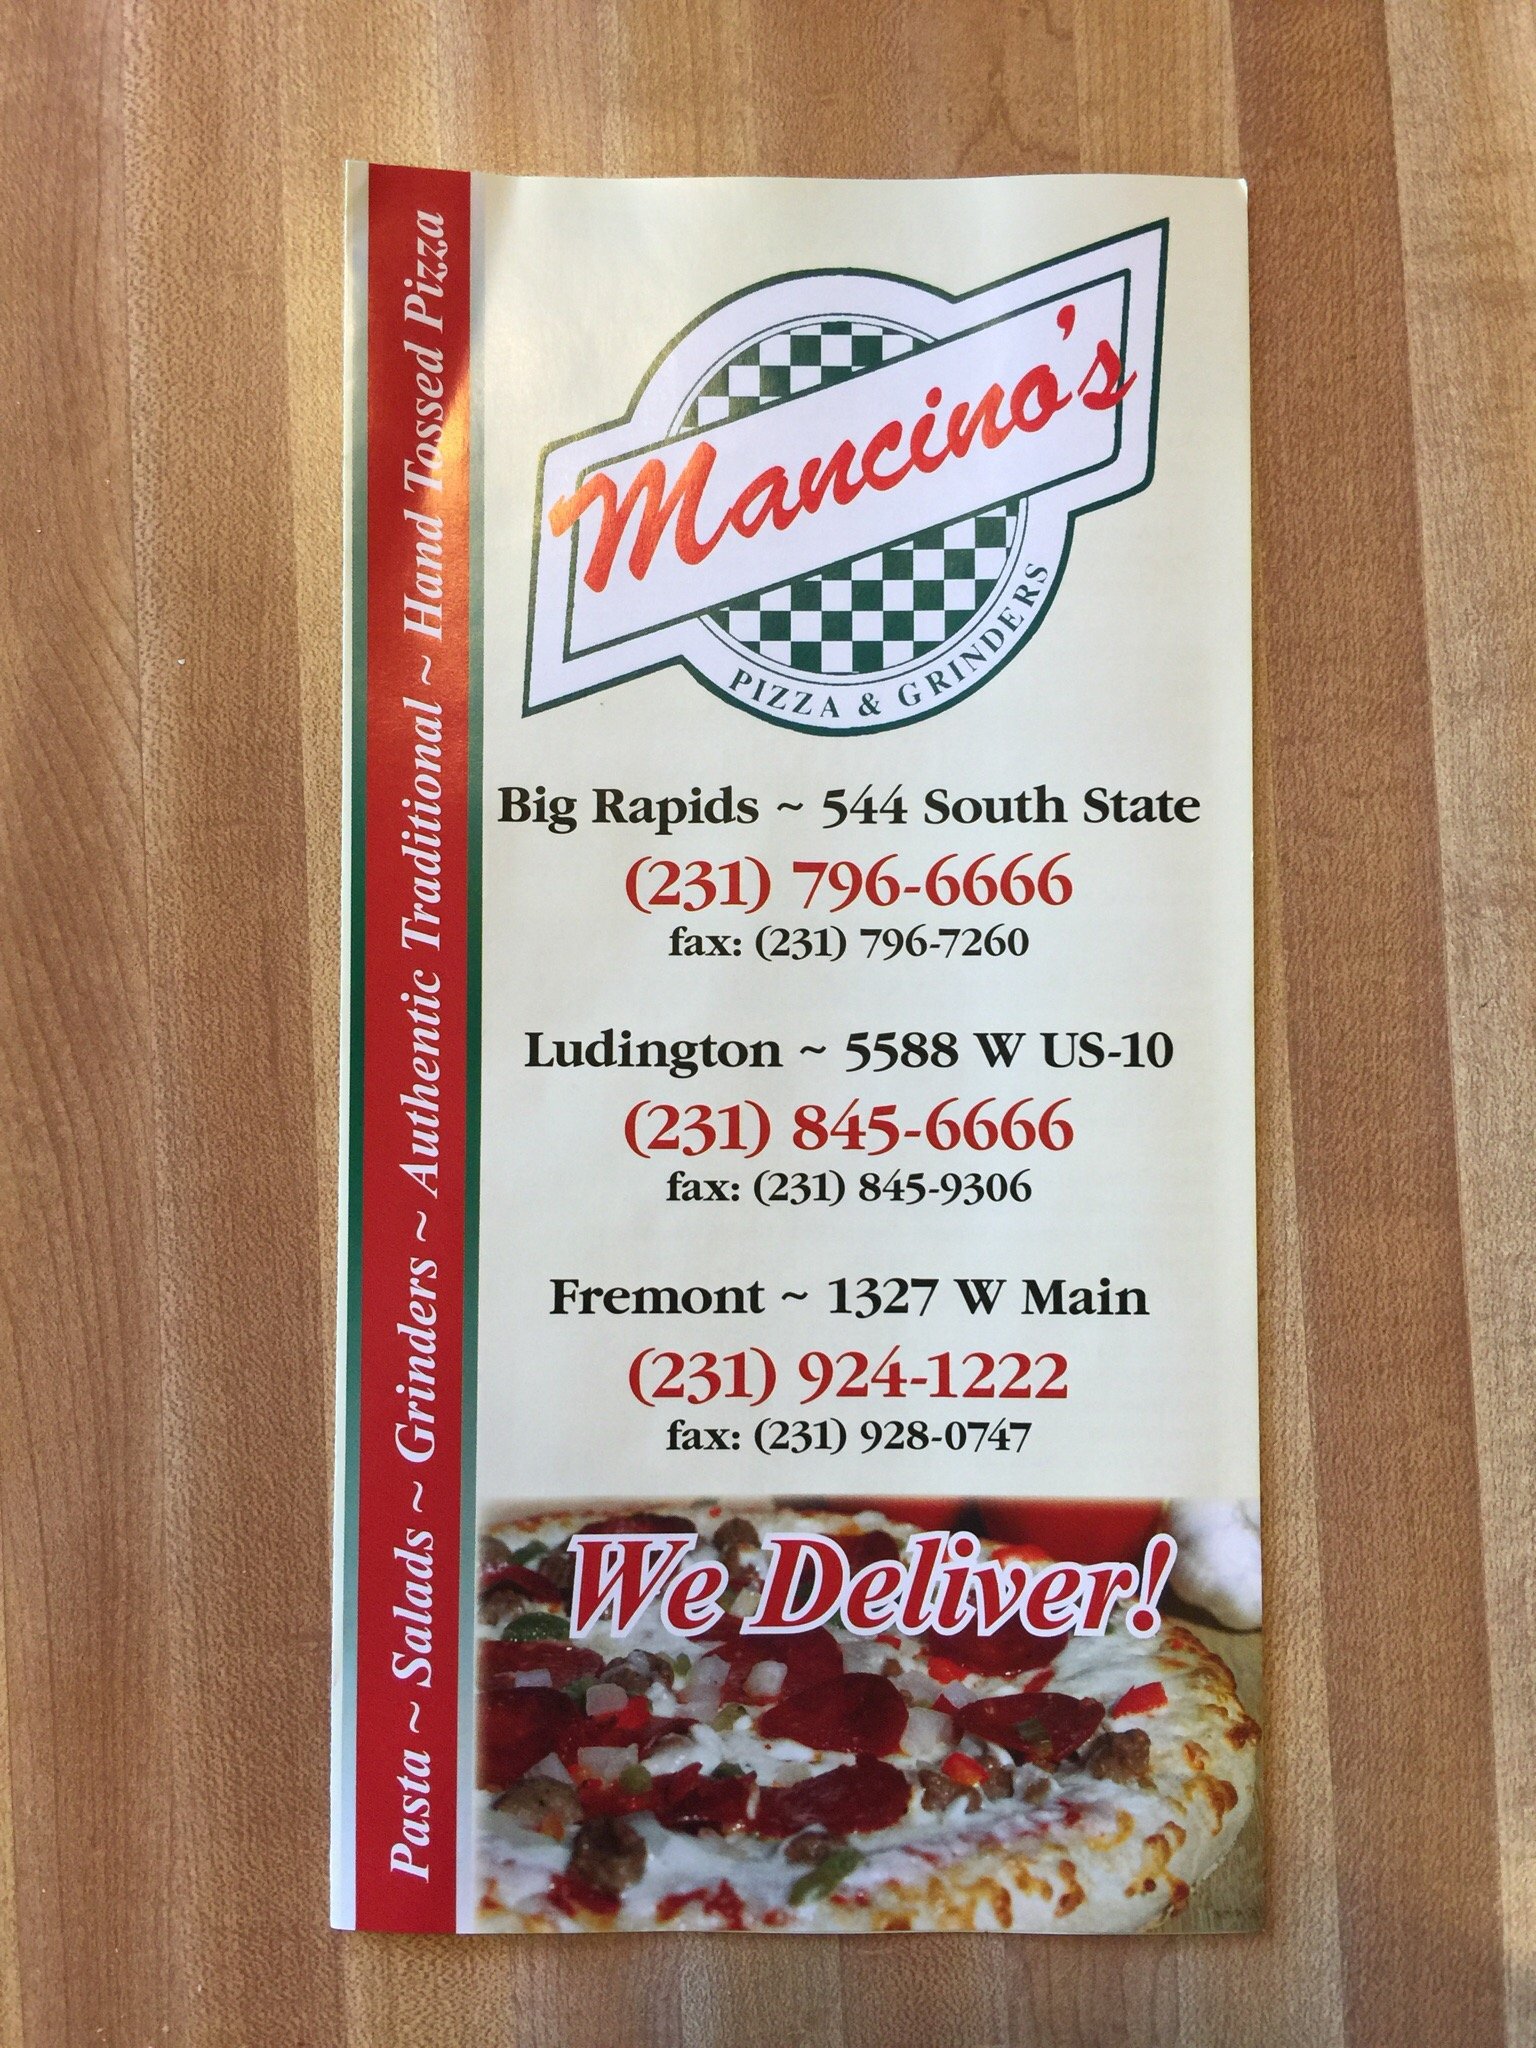 Mancino's
PIZZA & GRINDERS
Big Rapids ~ 544 South State
(231) 796-6666
fax: (231) 796-7260
Ludington ~ 5588 W US-10
(231) 845-6666
fax: (231) 845-9306
Fremont ~ 1327 W Main
(231) 924-1222
fax: (231) 928-0747
We Deliver!
Pasta ~ Salads ~ Grinders ~ Authentic Traditional ~ Hand Tossed Pizza